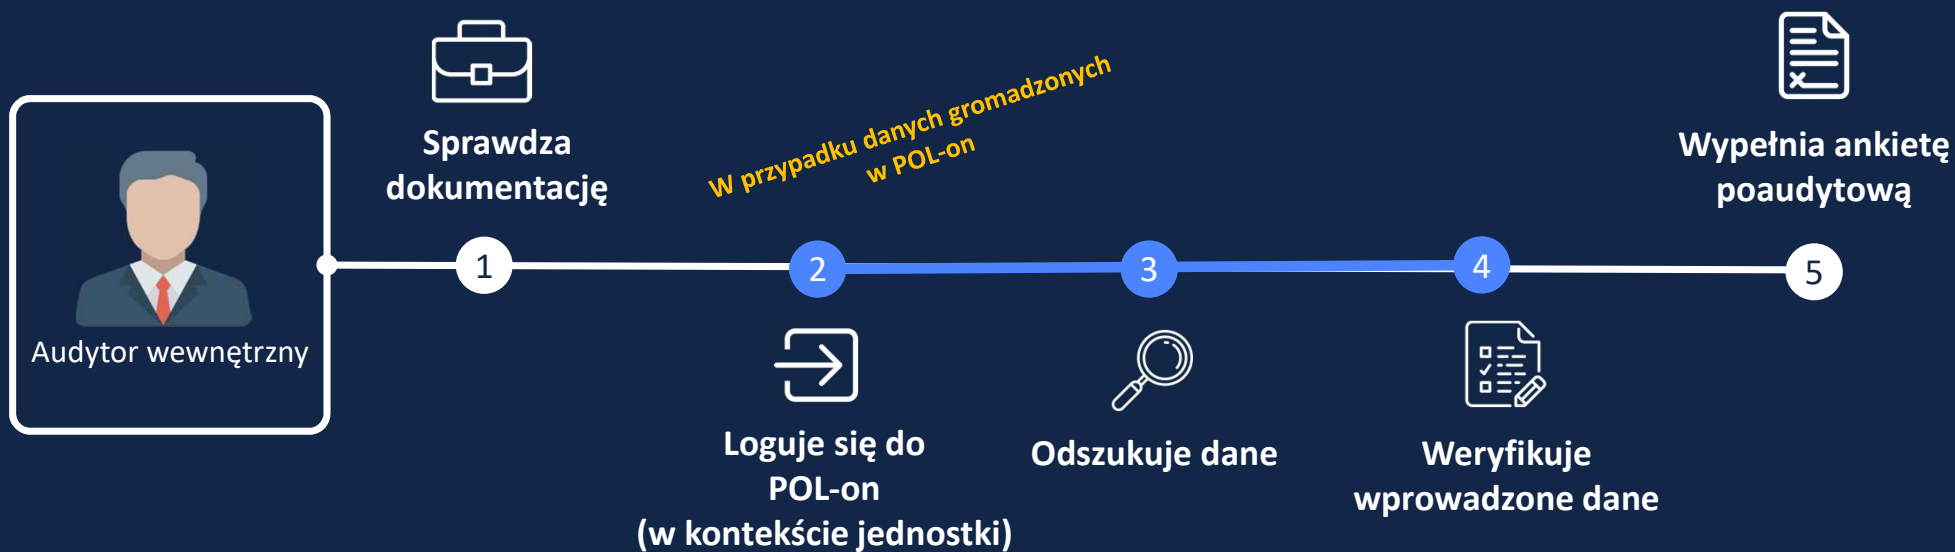 Audytor wewnętrzny
Sprawdza
dokumentację
1
W przypadku danych gromadzonych
w POL-on
2
Loguje się do
POL-on
(w kontekście jednostki)
3
Odszukuje dane
4
Weryfikuje
wprowadzone dane
Wypełnia ankietę
poaudytową
5